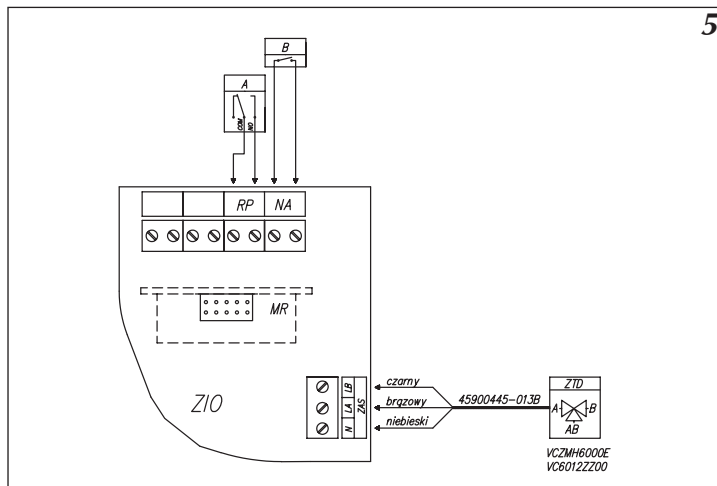 5
B
A
COM NO
RP NA
MR
ZIO
LB
LA
N
ZAS
czarny
brązowy
niebieski
45900445-013B
ZTD
A B
AB
VCZMH6000E
VC6012ZZ00